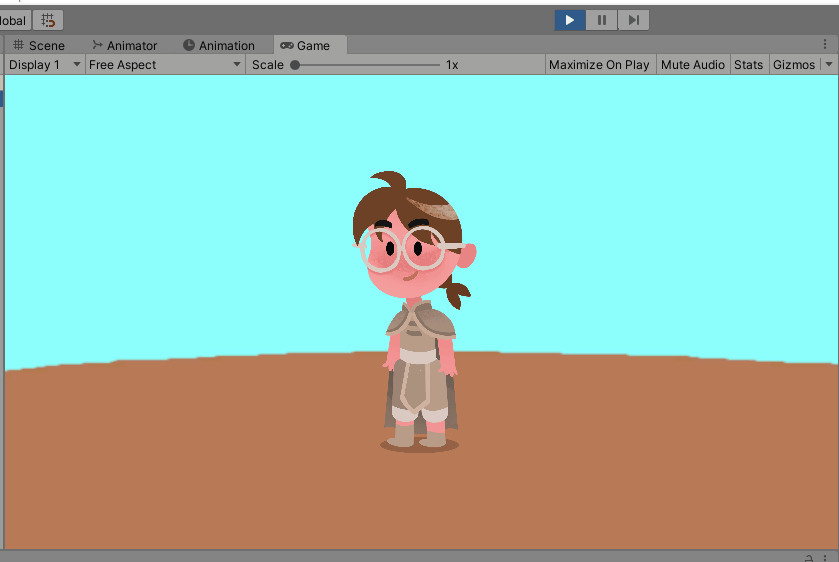 lobal
Scene Animator Animation Game
Display 1 Free Aspect Scale 1x Maximize On Play Mute Audio Stats Gizmos